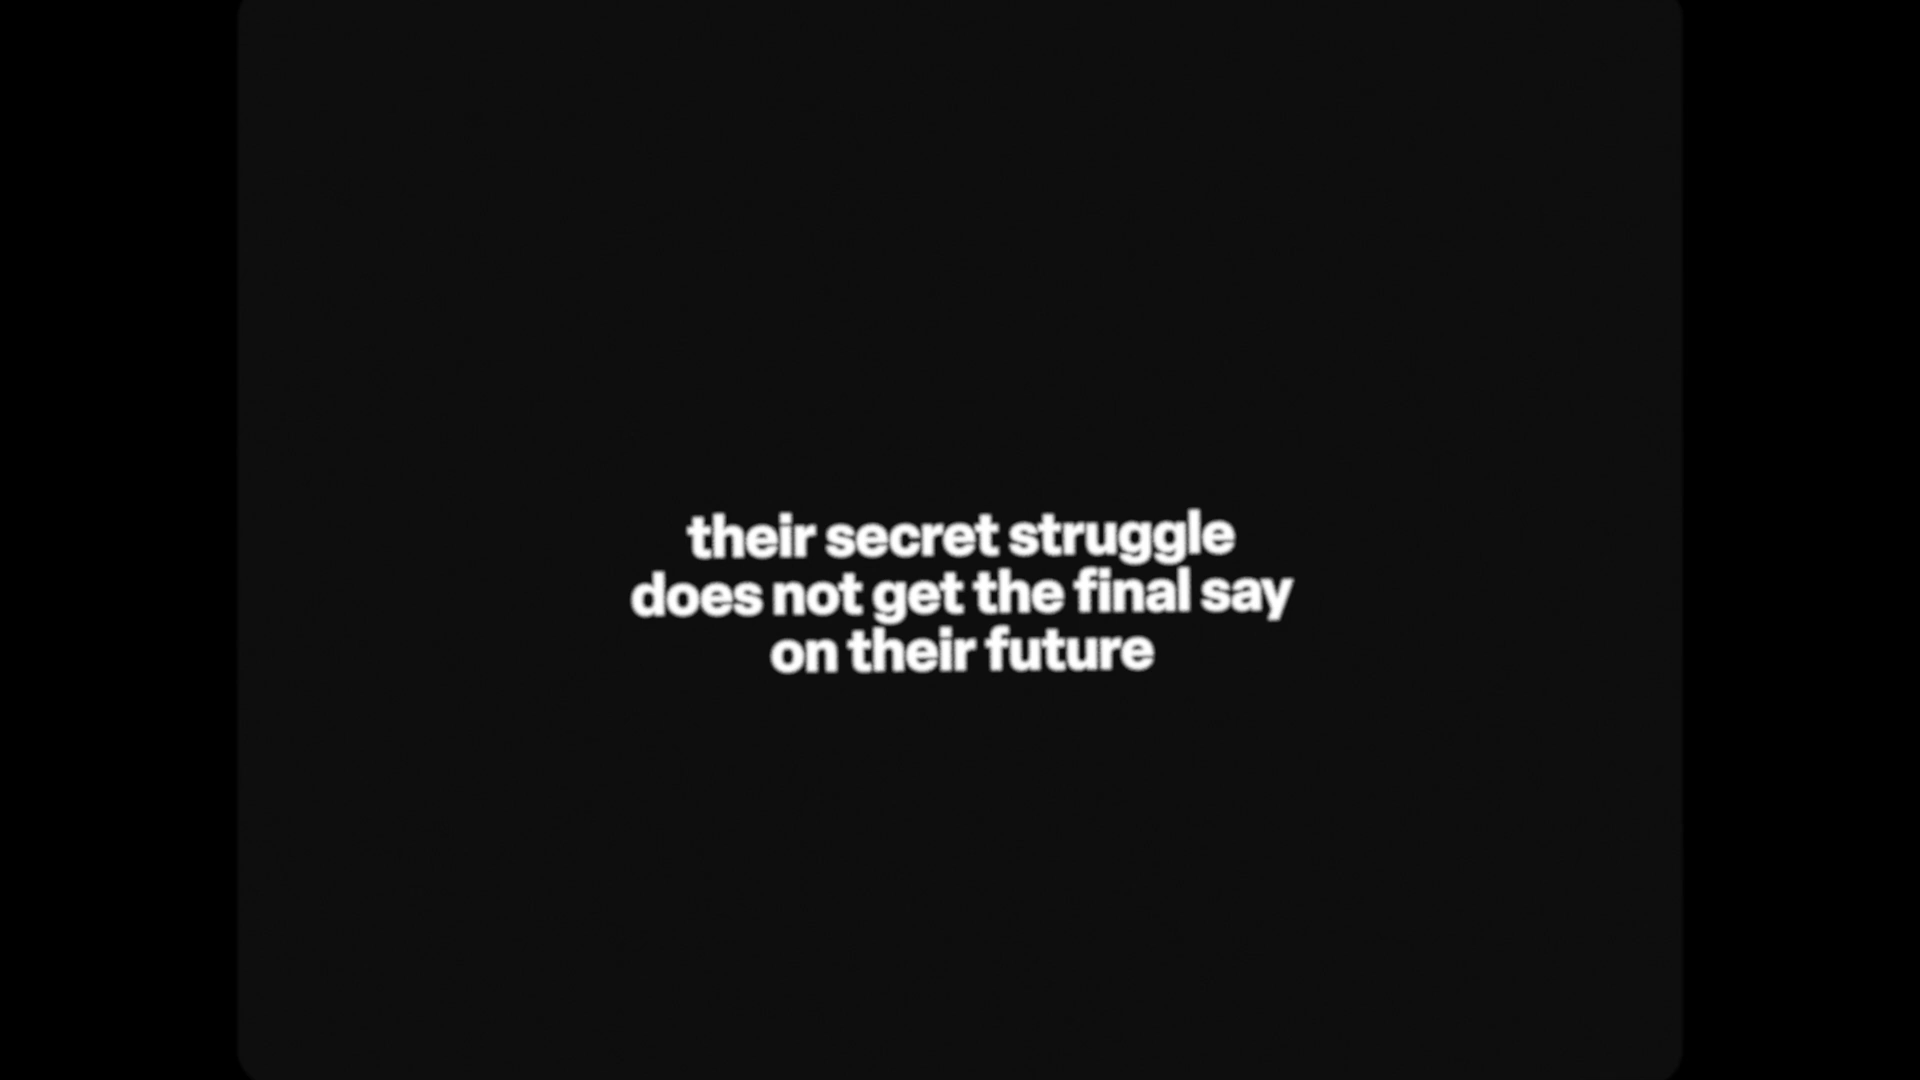 their secret struggle
does not get the final say
on their future